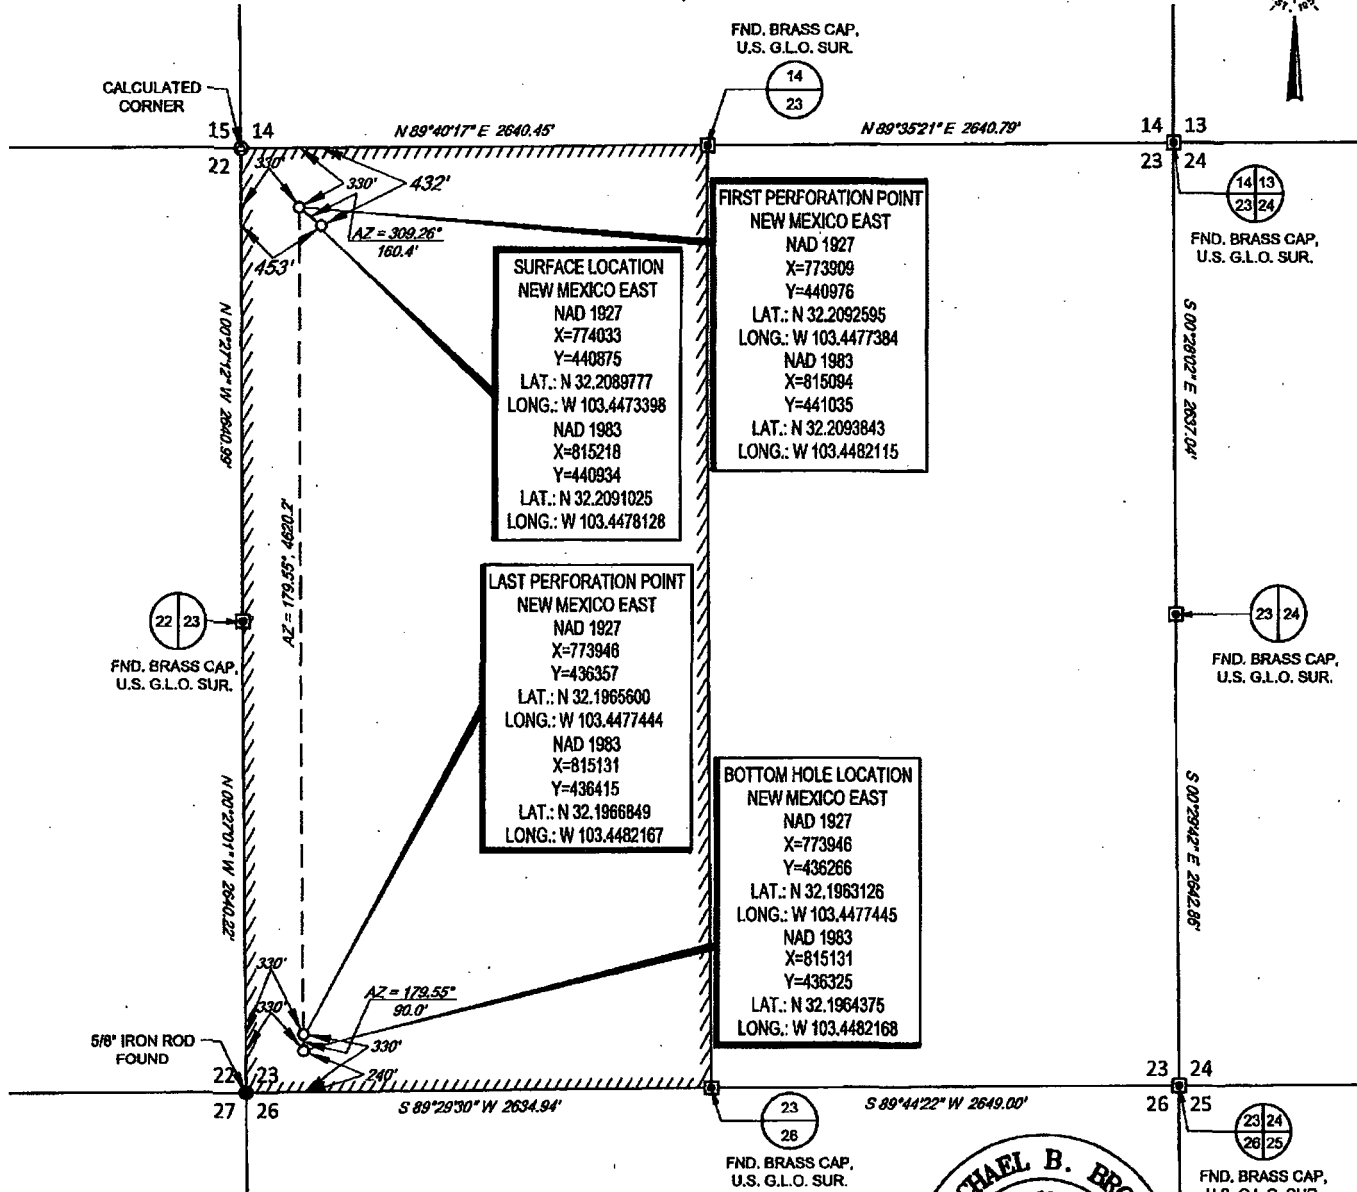 FND. BRASS CAP,
U.S. G.L.O. SUR.
14
23
CALCULATED
CORNER
15 14
22
N 89°40'17" E 2640.45'
N 89°35'21" E 2640.79'
14 13
23 24
14 13
23 24
FND. BRASS CAP,
U.S. G.L.O. SUR.
330'
330'
432'
AZ = 309.26°
160.4'
453'
FIRST PERFORATION POINT
NEW MEXICO EAST
NAD 1927
X=773909
Y=440976
LAT.: N 32.2092595
LONG.: W 103.4477384
NAD 1983
X=815094
Y=441035
LAT.: N 32.2093843
LONG.: W 103.4482115
SURFACE LOCATION
NEW MEXICO EAST
NAD 1927
X=774033
Y=440875
LAT.: N 32.2089777
LONG.: W 103.4473398
NAD 1983
X=815218
Y=440934
LAT.: N 32.2091025
LONG.: W 103.4478128
N 00°27'12" W 2640.99'
S 00°28'02" E 2637.04'
AZ = 179.55°, 4620.2'
22 23
FND. BRASS CAP,
U.S. G.L.O. SUR.
23 24
FND. BRASS CAP,
U.S. G.L.O. SUR.
LAST PERFORATION POINT
NEW MEXICO EAST
NAD 1927
X=773946
Y=436357
LAT.: N 32.1965600
LONG.: W 103.4477444
NAD 1983
X=815131
Y=436415
LAT.: N 32.1966849
LONG.: W 103.4482167
BOTTOM HOLE LOCATION
NEW MEXICO EAST
NAD 1927
X=773946
Y=436266
LAT.: N 32.1963126
LONG.: W 103.4477445
NAD 1983
X=815131
Y=436325
LAT.: N 32.1964375
LONG.: W 103.4482168
N 00°27'01" W 2640.22'
S 00°29'42" E 2642.86'
330'
330'
AZ = 179.55°
90.0'
330'
240'
5/8" IRON ROD
FOUND
22 23
27 26
S 89°29'30" W 2634.94'
S 89°44'22" W 2649.00'
23 24
26 25
23
26
FND. BRASS CAP,
U.S. G.L.O. SUR.
23 24
26 25
FND. BRASS CAP,
U.S. G.L.O. SUR.
HAEL B. BRO